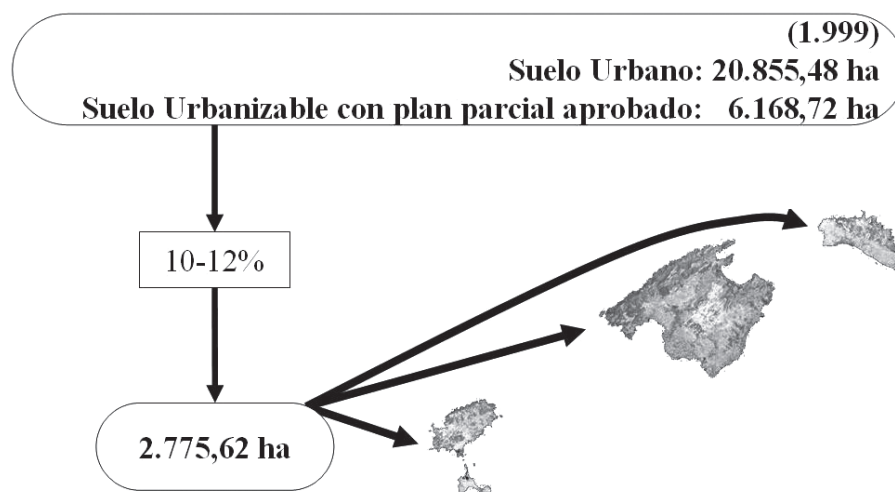 (1.999)
Suelo Urbano: 20.855,48 ha
Suelo Urbanizable con plan parcial aprobado: 6.168,72 ha
10-12%
2.775,62 ha